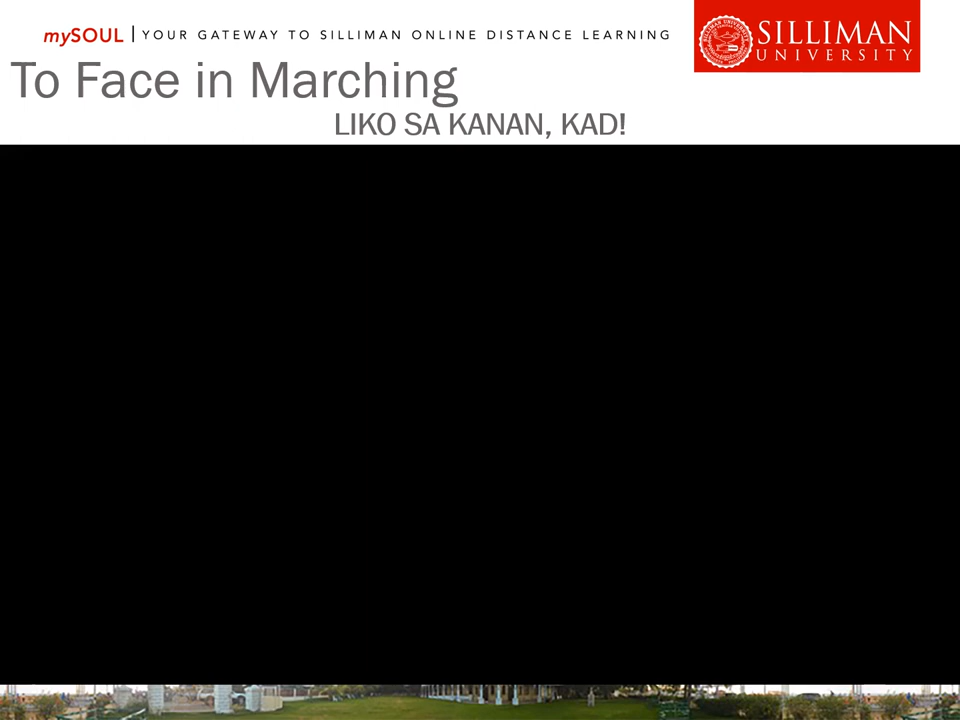 mySOUL | YOUR GATEWAY TO SILLIMAN ONLINE DISTANCE LEARNING
SILLIMAN
UNIVERSITY
To Face in Marching
LIKO SA KANAN, KAD!